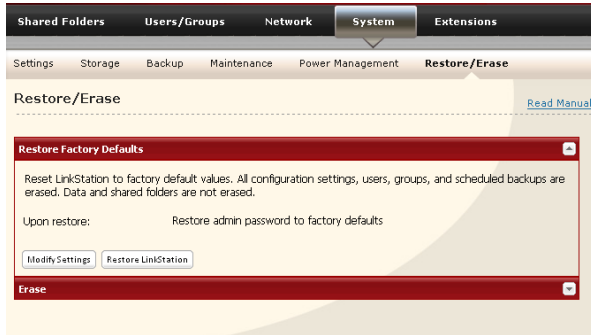 Shared Folders Users/Groups Network System Extensions
Settings Storage Backup Maintenance Power Management Restore/Erase
Restore/Erase
Read Manual
Restore Factory Defaults
Reset LinkStation to factory default values. All configuration settings, users, groups, and scheduled backups are
erased. Data and shared folders are not erased.
Upon restore: Restore admin password to factory defaults
Modify Settings Restore LinkStation
Erase